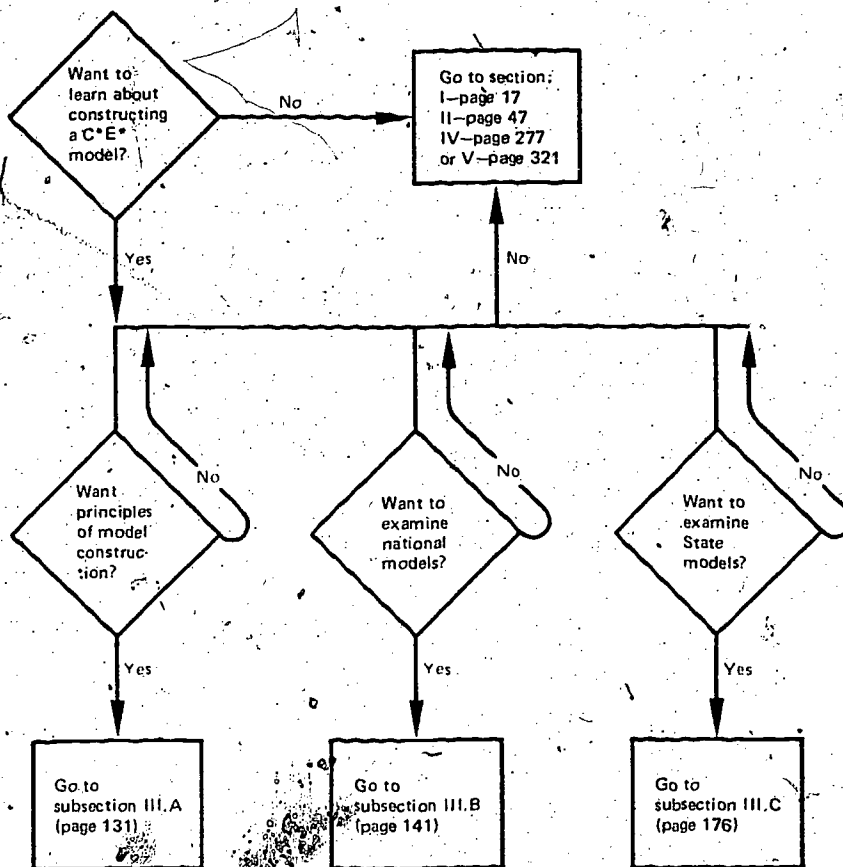 Want to
learn about
constructing
a C*E*
model?
No
Go to section:
I—page 17
II—page 47
IV—page 277
or V—page 321
Yes
No
Want
principles
of model
construc-
tion?
No
Want to
examine
national
models?
No
Want to
examine
State
models?
No
Yes
Yes
Yes
Go to
subsection III.A
(page 131)
Go to
subsection III.B
(page 141)
Go to
subsection III.C
(page 176)